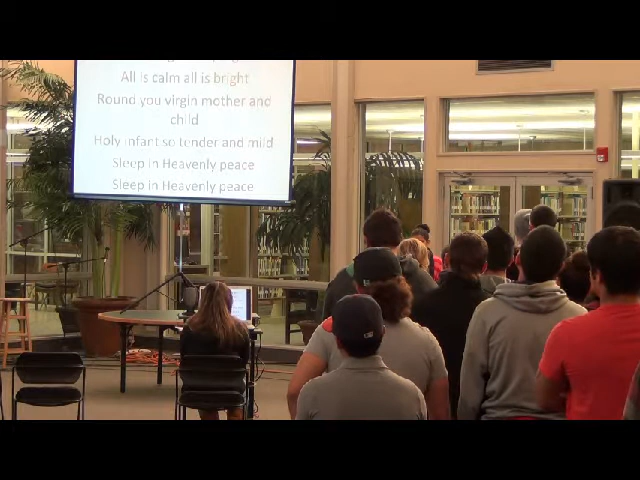 All is calm all is bright
Round you virgin mother and
child
Holy infant so tender and mild
Sleep in Heavenly peace
Sleep in Heavenly peace